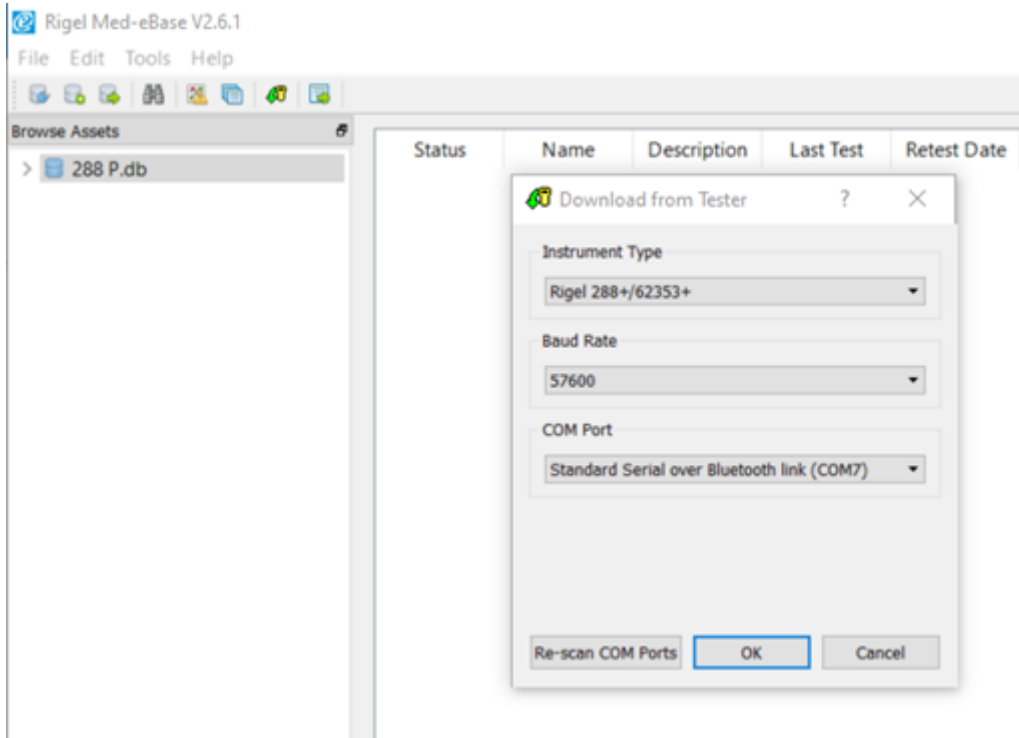 Rigel Med-eBase V2.6.1
File Edit Tools Help
Browse Assets
288 P.db
Status Name Description Last Test Retest Date
Download from Tester ?
Instrument Type
Rigel 288+/62353+
Baud Rate
57600
COM Port
Standard Serial over Bluetooth link (COM7)
Re-scan COM Ports OK Cancel